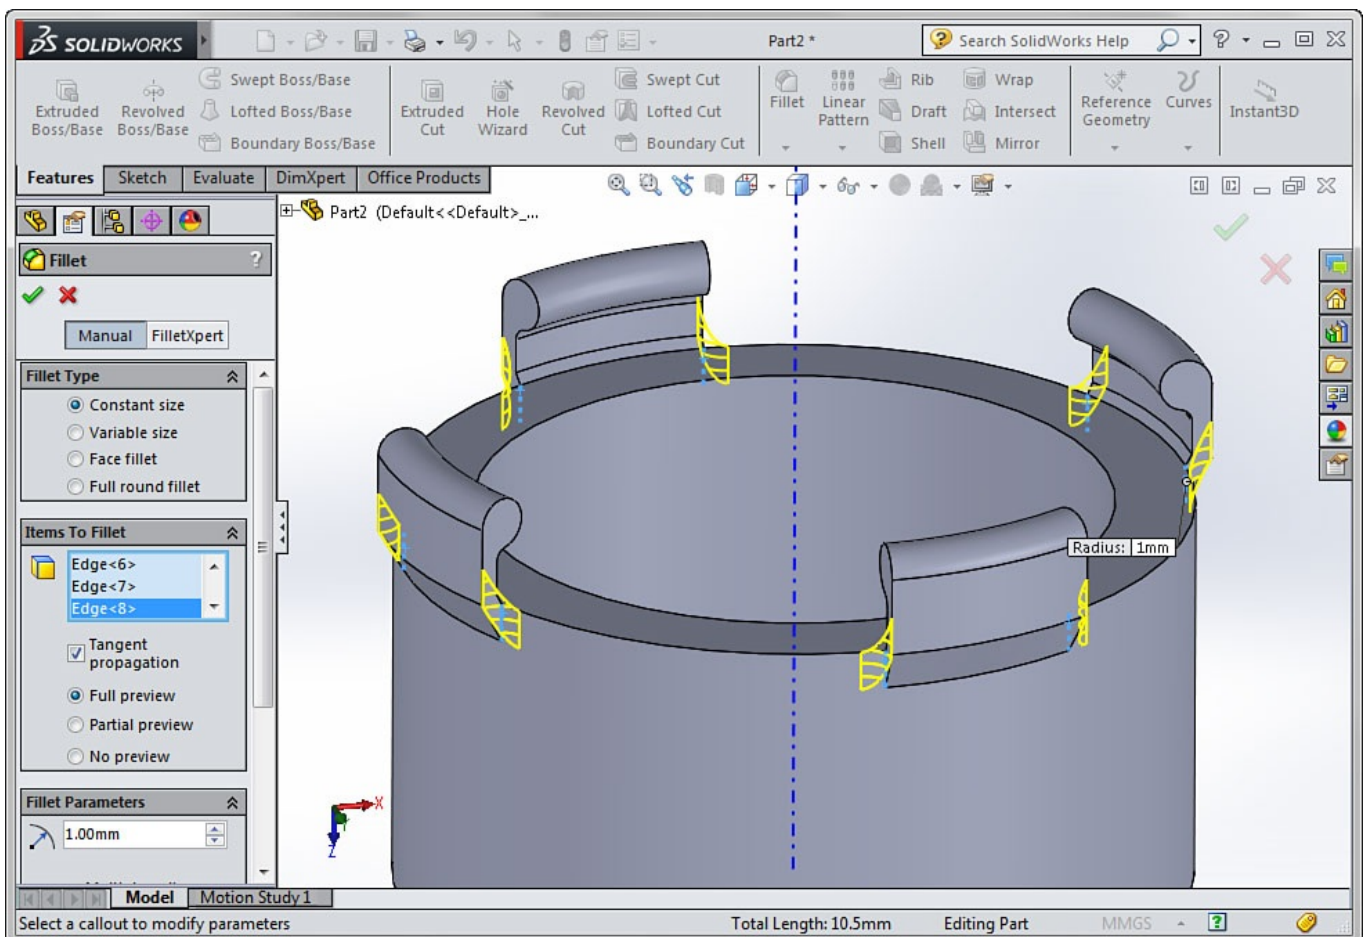 SOLIDWORKS
Part2 *
Search SolidWorks Help
?
Extruded Boss/Base
Revolved Boss/Base
Swept Boss/Base
Lofted Boss/Base
Boundary Boss/Base
Extruded Cut
Hole Wizard
Revolved Cut
Swept Cut
Lofted Cut
Boundary Cut
Fillet
Linear Pattern
Rib
Draft
Shell
Wrap
Intersect
Mirror
Reference Geometry
Curves
Instant3D
Features
Sketch
Evaluate
DimXpert
Office Products
Part2 (Default<<Default>_...
Fillet
?
Manual
FilletXpert
Fillet Type
Constant size
Variable size
Face fillet
Full round fillet
Items To Fillet
Edge<6>
Edge<7>
Edge<8>
Tangent
propagation
Full preview
Partial preview
No preview
Fillet Parameters
1.00mm
Radius: 1mm
X
Y
Z
Model
Motion Study 1
Select a callout to modify parameters
Total Length: 10.5mm
Editing Part
MMGS
?